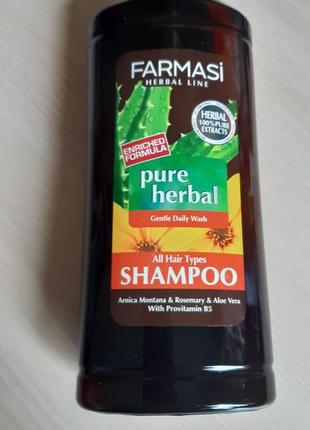 FARMASi
HERBAL LINE
HERBAL
100% PURE
EXTRACTS
ENRICHED
FORMULA
pure
herbal
Gentle Daily Wash
All Hair Types
SHAMPOO
Arnica Montana & Rosemary & Aloe Vera
With Provitamin B5